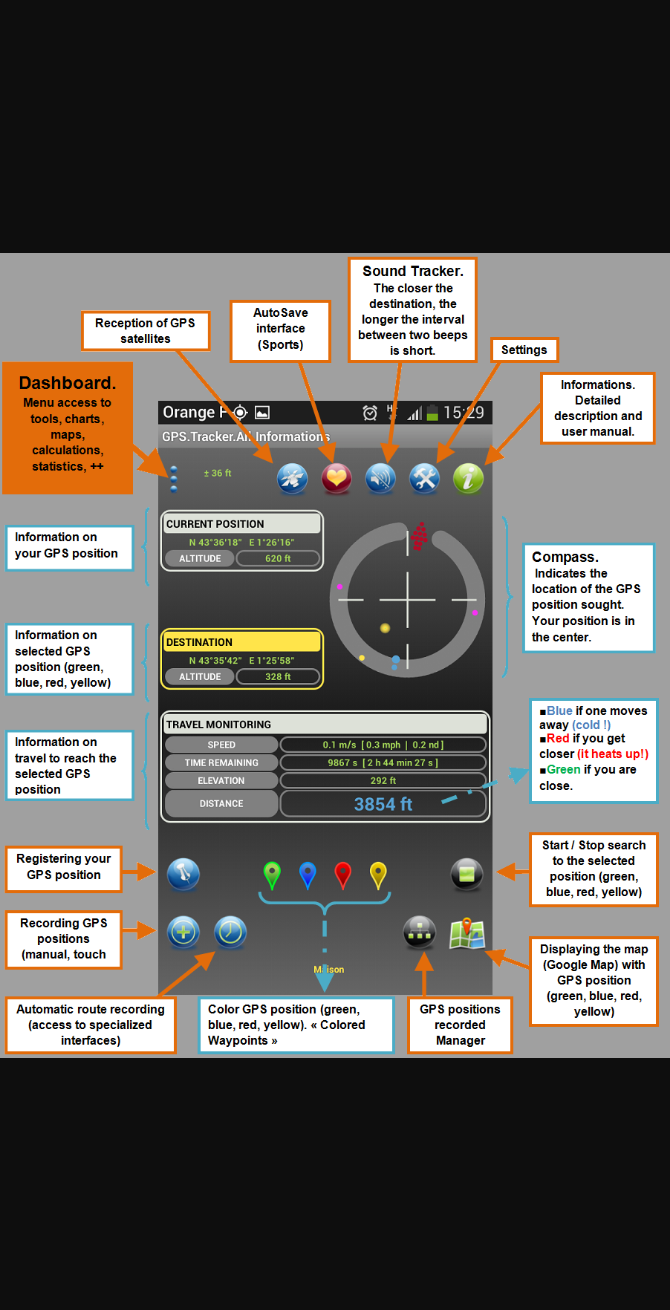 Sound Tracker.
The closer the
destination, the
longer the interval
between two beeps
is short.
AutoSave
interface
(Sports)
Reception of GPS
satellites
Settings
Dashboard.
Menu access to
tools, charts,
maps,
calculations,
statistics, ++
Informations.
Detailed
description and
user manual.
Orange F
15:29
GPS.Tracker.All Informations
± 36 ft
Information on
your GPS position
CURRENT POSITION
N 43°36'18" E 1°26'16"
ALTITUDE 620 ft
Compass.
Indicates the
location of the GPS
position sought.
Your position is in
the center.
Information on
selected GPS
position (green,
blue, red, yellow)
DESTINATION
N 43°35'42" E 1°25'58"
ALTITUDE 328 ft
Information on
travel to reach the
selected GPS
position
TRAVEL MONITORING
SPEED 0.1 m/s [ 0.3 mph | 0.2 nd ]
TIME REMAINING 9867 s [ 2 h 44 min 27 s ]
ELEVATION 292 ft
DISTANCE 3854 ft
■Blue if one moves
away (cold !)
■Red if you get
closer (it heats up!)
■Green if you are
close.
Registering your
GPS position
Start / Stop search
to the selected
position (green,
blue, red, yellow)
Recording GPS
positions
(manual, touch
Displaying the map
(Google Map) with
GPS position
(green, blue, red,
yellow)
Automatic route recording
(access to specialized
interfaces)
Color GPS position (green,
blue, red, yellow). « Colored
Waypoints »
GPS positions
recorded
Manager